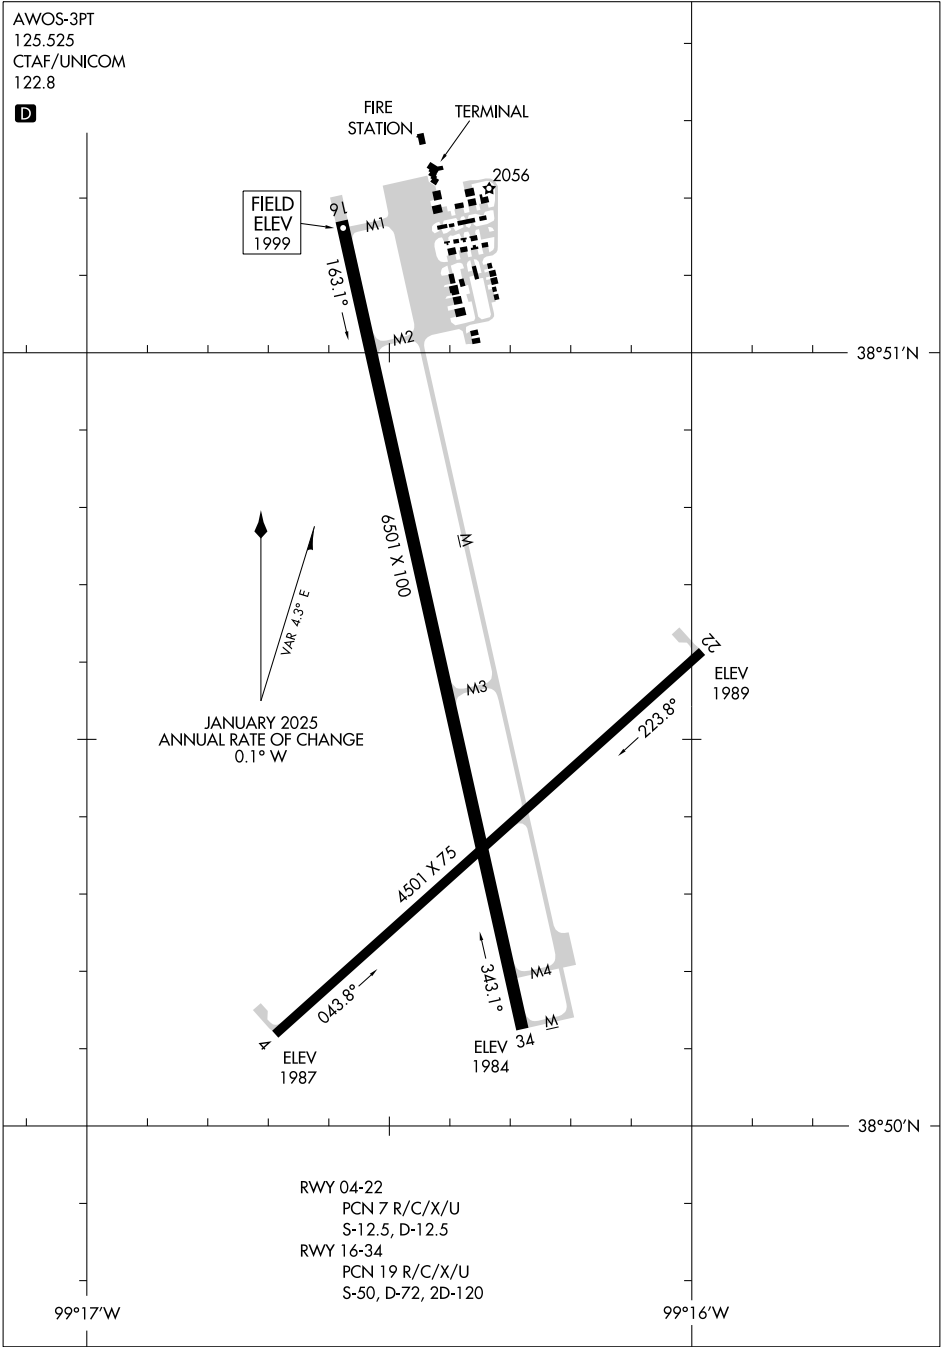 AWOS-3PT
125.525
CTAF/UNICOM
122.8
D
FIRE
STATION
TERMINAL
2056
FIELD
ELEV
1999
16
M1
163.1°
M2
38°51'N
6501 X 100
M
VAR 4.3° E
22
ELEV
1989
M3
223.8°
JANUARY 2025
ANNUAL RATE OF CHANGE
0.1° W
4501 X 75
M4
343.1°
043.8°
M
34
4
ELEV
1987
ELEV
1984
38°50'N
RWY 04-22
PCN 7 R/C/X/U
S-12.5, D-12.5
RWY 16-34
PCN 19 R/C/X/U
S-50, D-72, 2D-120
99°17'W
99°16'W